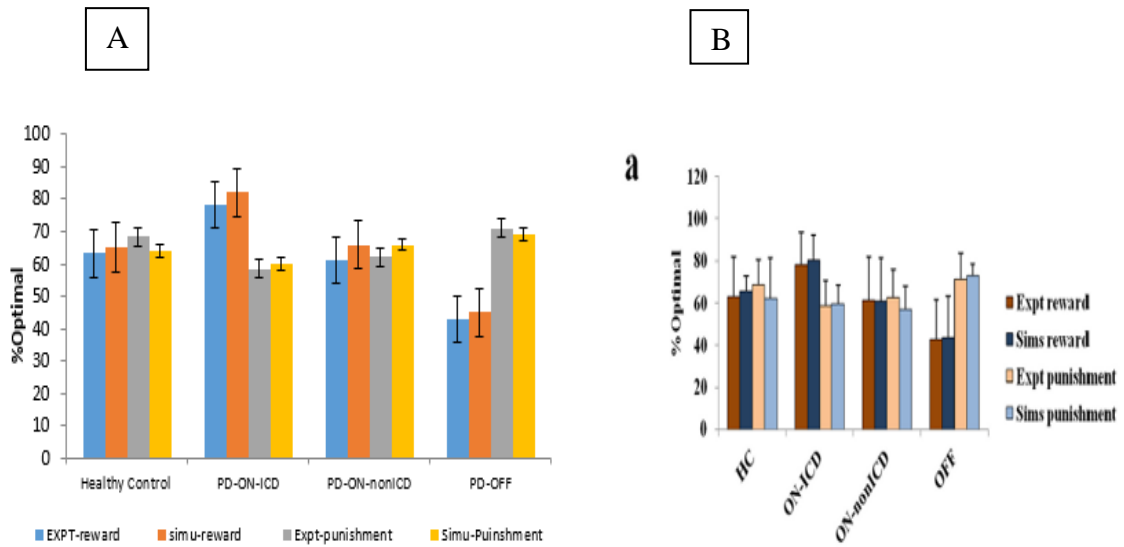 A
B
100
90
80
70
60
50
40
30
20
10
0
%Optimal
Healthy Control PD-ON-ICD PD-ON-nonICD PD-OFF
EXPT-reward simu-reward Expt-punishment Simu-Puinshment
a
120
100
80
60
40
20
0
%Optimal
HC ON-ICD ON-nonICD OFF
Expt reward
Sims reward
Expt punishment
Sims punishment